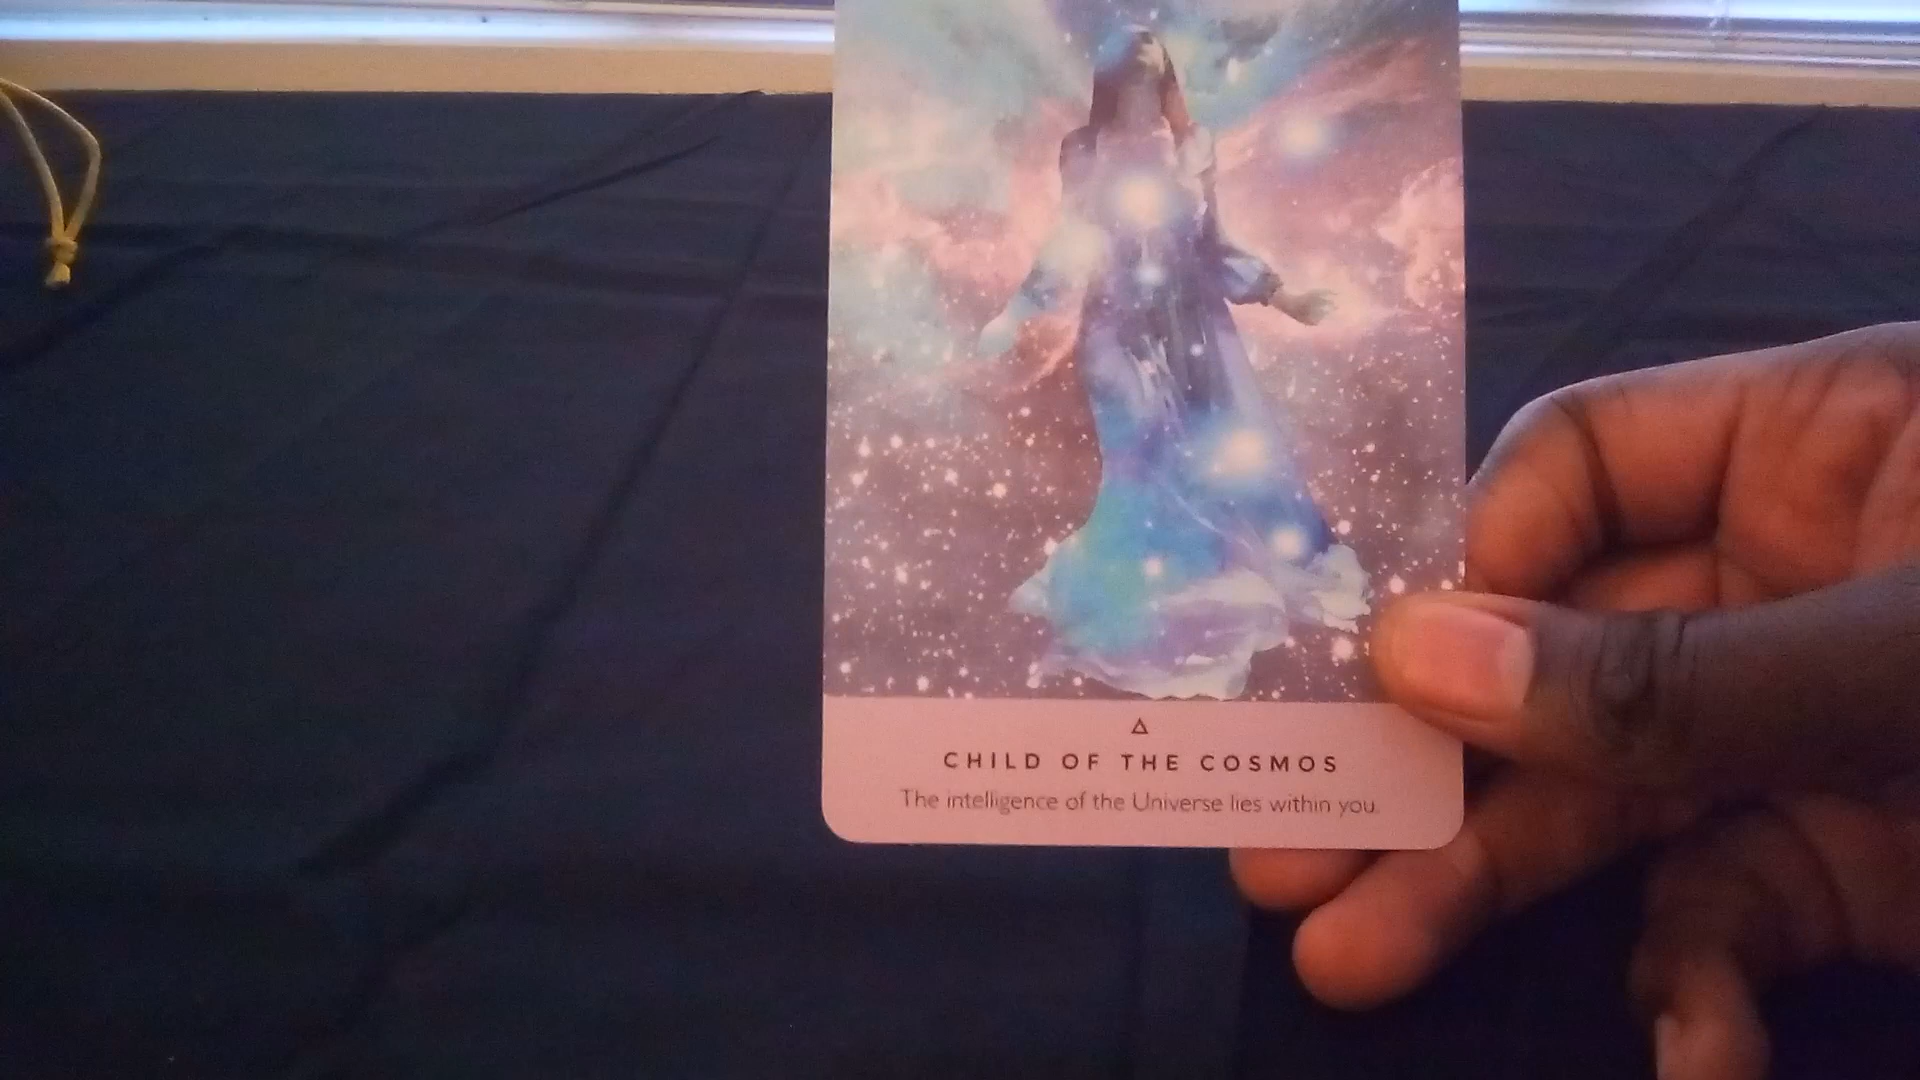 CHILD OF THE COSMOS
The intelligence of the Universe lies within you.